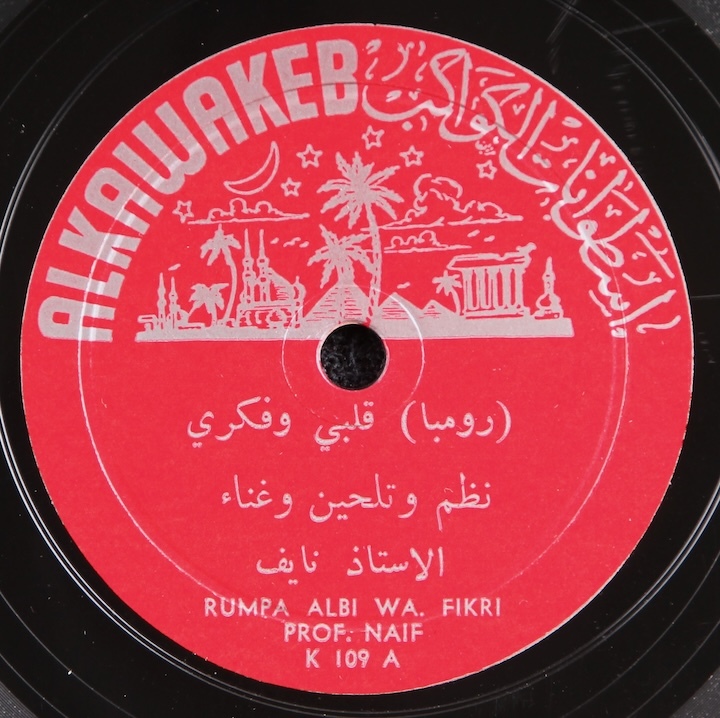 ALKAWAKEB
اسطوانات الكواكب
(رومبا) قلبي وفكري
نظم وتلحين وغناء
الاستاذ نايف
RUMPA ALBI WA. FIKRI
PROF. NAIF
K 109 A